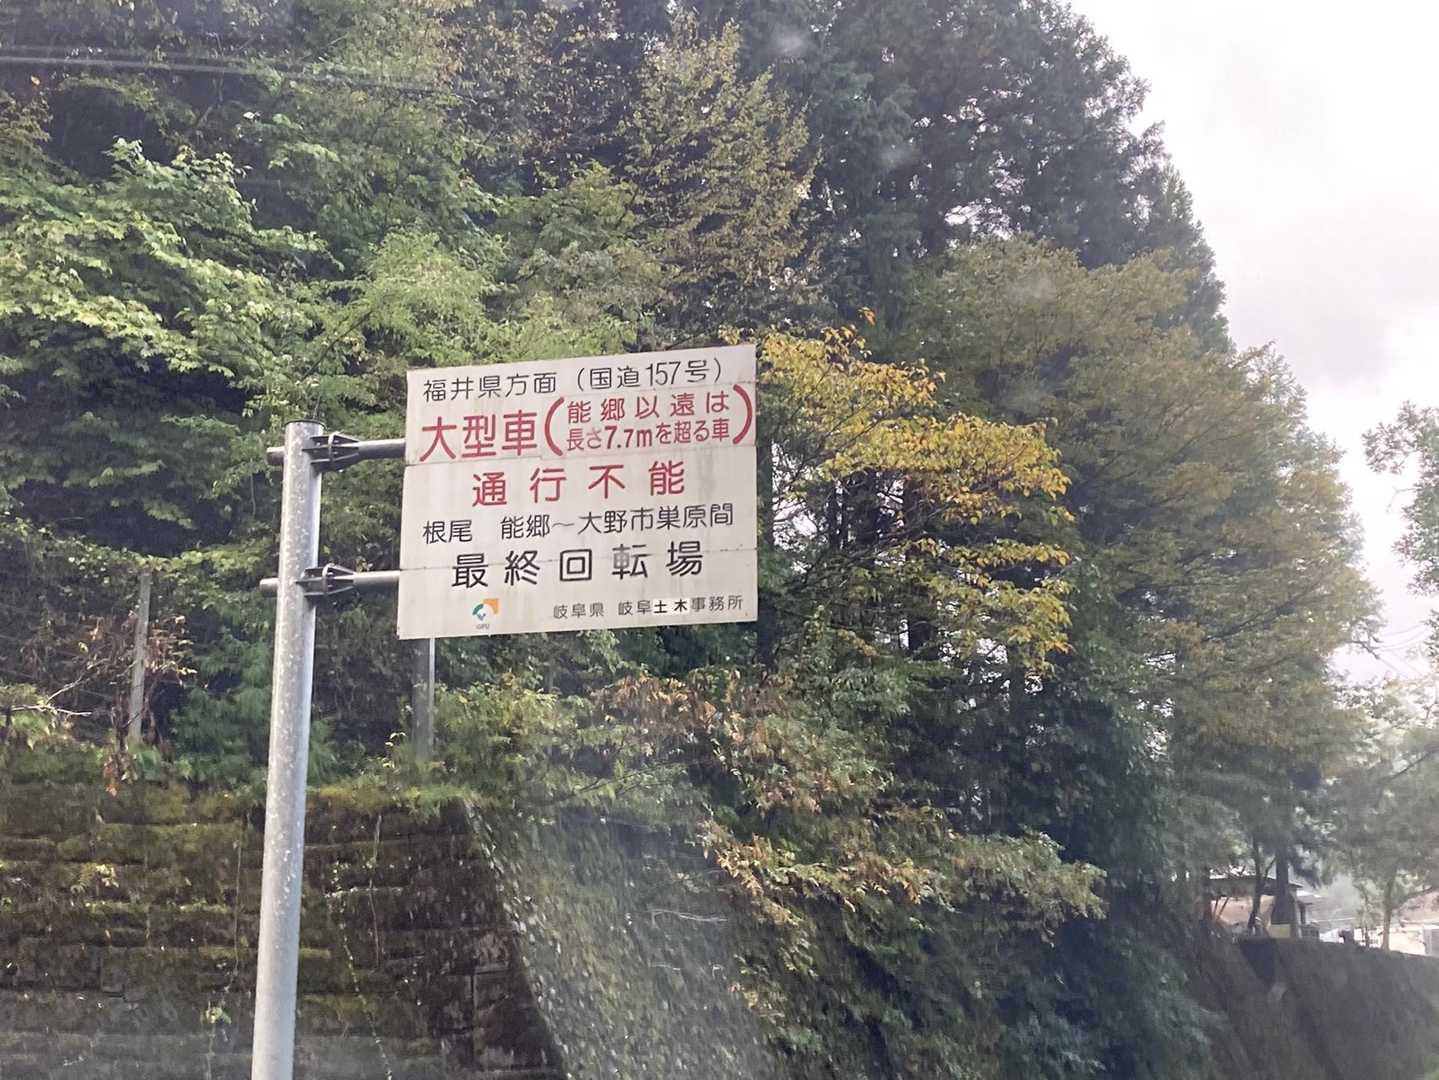 福井県方面（国道157号）
大型車（能郷以遠は
長さ7.7mを超る車）
通行不能
根尾　能郷～大野市巣原間
最終回転場
GIFU 岐阜県　岐阜土木事務所